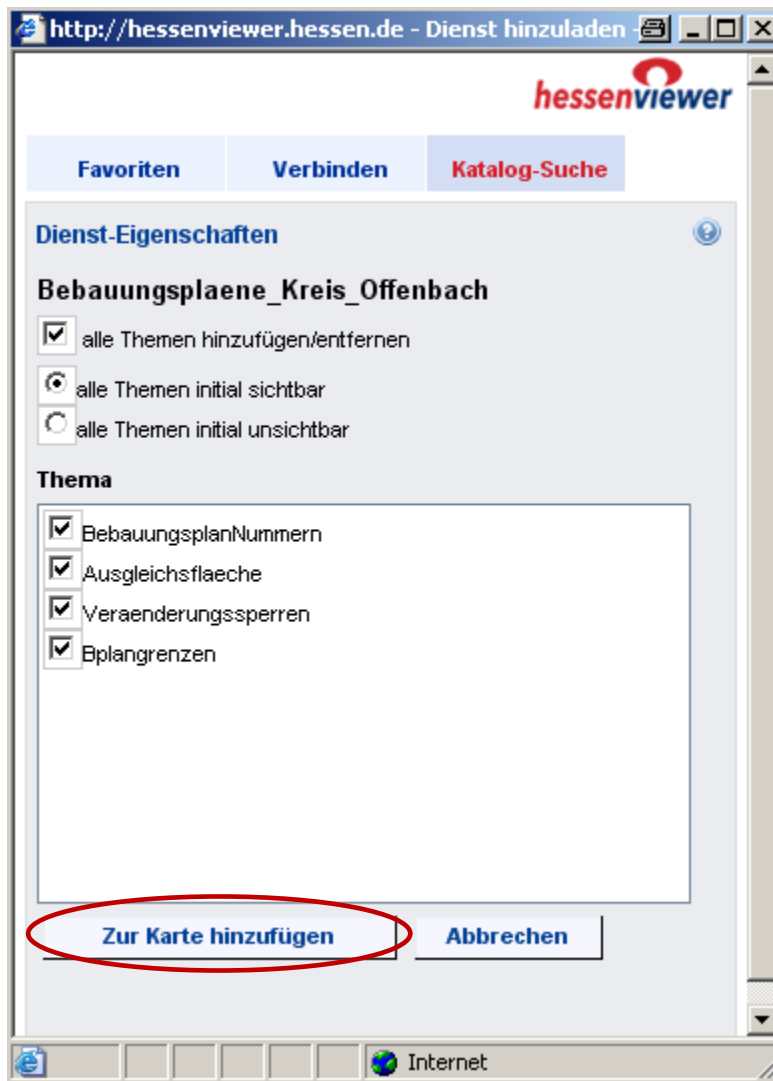 http://hessenviewer.hessen.de - Dienst hinzuladen -
hessenviewer
Favoriten Verbinden Katalog-Suche
Dienst-Eigenschaften
Bebauungsplaene_Kreis_Offenbach
alle Themen hinzufügen/entfernen
alle Themen initial sichtbar
alle Themen initial unsichtbar
Thema
BebauungsplanNummern
Ausgleichsflaeche
Veraenderungssperren
Bplangrenzen
Zur Karte hinzufügen Abbrechen
Internet